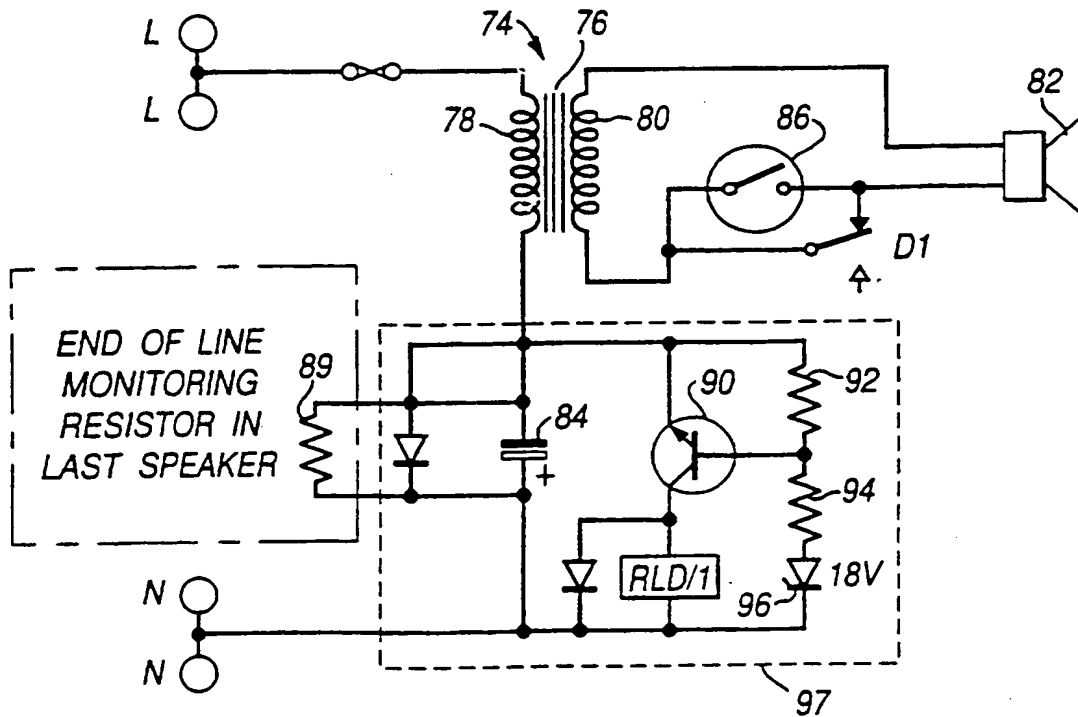 L
74
76
L
78
80
86
82
D1
END OF LINE
MONITORING
RESISTOR IN
LAST SPEAKER
89
84
+
90
92
94
RLD/1
18V
96
N
N
97